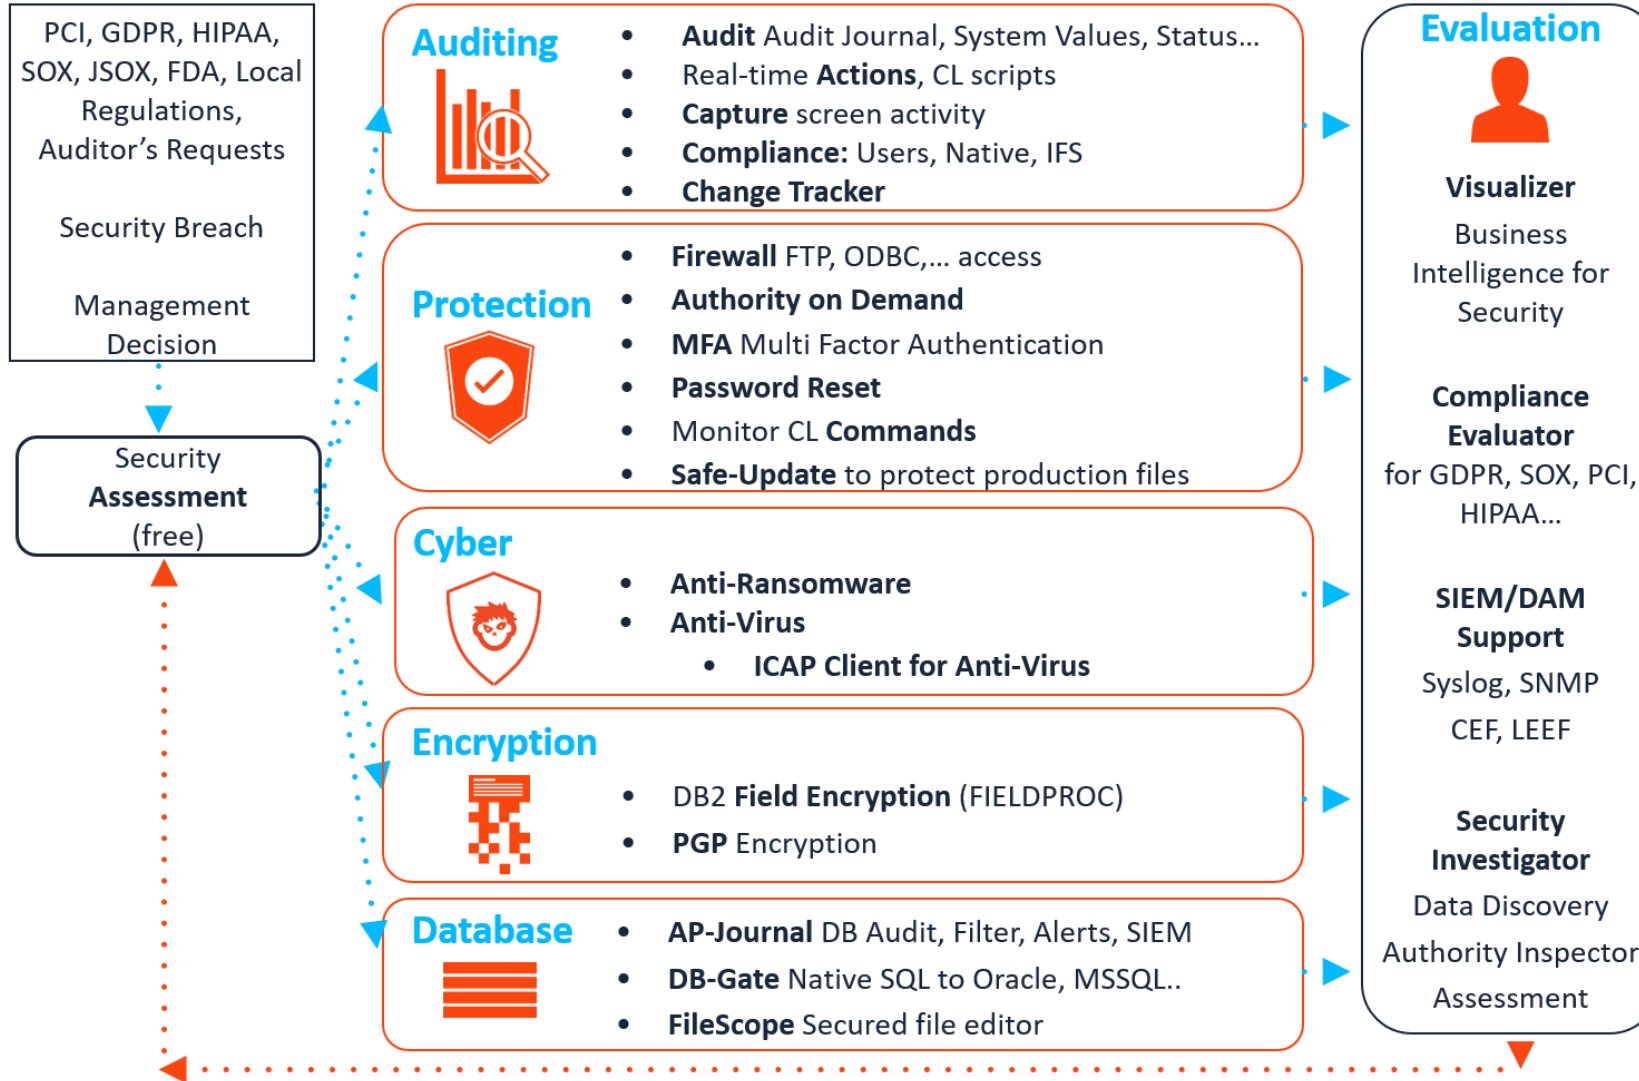 PCI, GDPR, HIPAA,
SOX, JSOX, FDA, Local
Regulations,
Auditor's Requests
Security Breach
Management
Decision
Security
Assessment
(free)
Auditing
• Audit Audit Journal, System Values, Status...
• Real-time Actions, CL scripts
• Capture screen activity
• Compliance: Users, Native, IFS
• Change Tracker
Protection
• Firewall FTP, ODBC,... access
• Authority on Demand
• MFA Multi Factor Authentication
• Password Reset
• Monitor CL Commands
• Safe-Update to protect production files
Cyber
• Anti-Ransomware
• Anti-Virus
• ICAP Client for Anti-Virus
Encryption
• DB2 Field Encryption (FIELDPROC)
• PGP Encryption
Database
• AP-Journal DB Audit, Filter, Alerts, SIEM
• DB-Gate Native SQL to Oracle, MSSQL..
• FileScope Secured file editor
Evaluation
Visualizer
Business
Intelligence for
Security
Compliance
Evaluator
for GDPR, SOX, PCI,
HIPAA...
SIEM/DAM
Support
Syslog, SNMP
CEF, LEEF
Security
Investigator
Data Discovery
Authority Inspector
Assessment